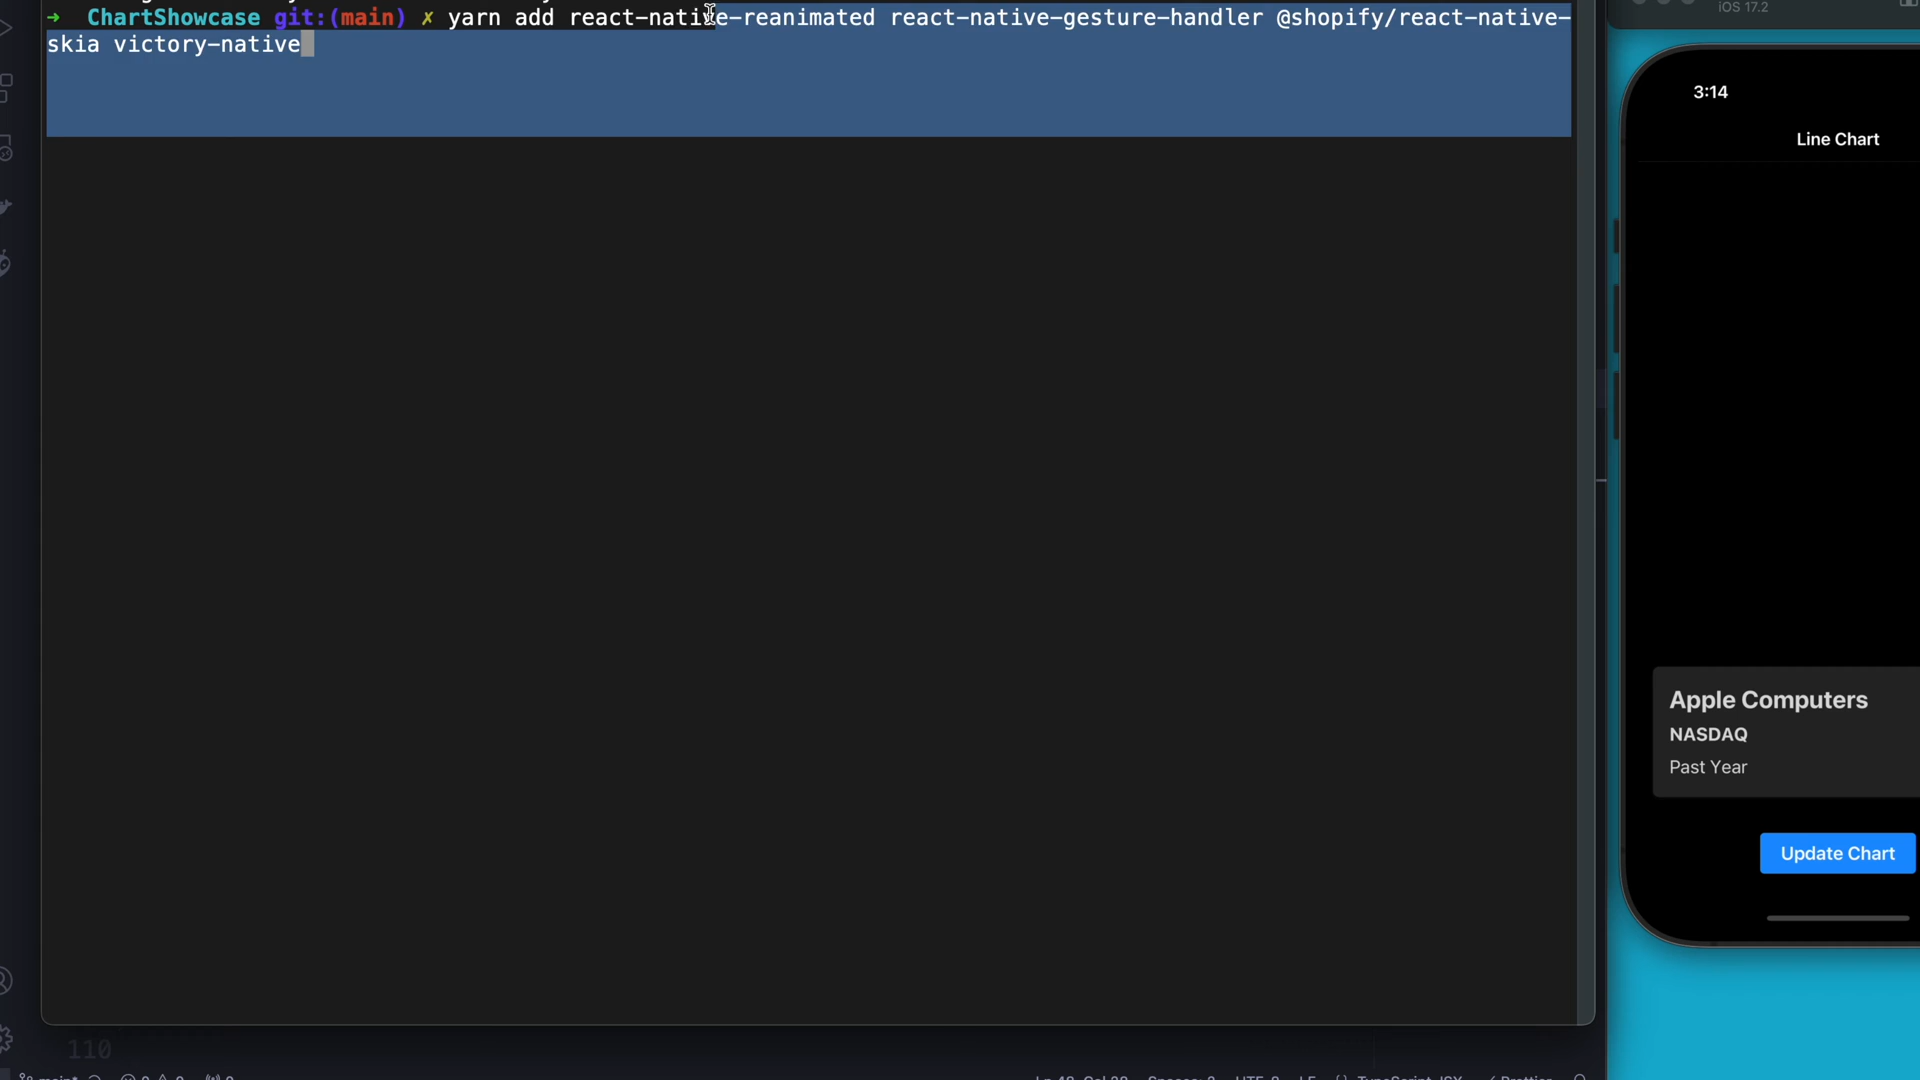 iOS 17.2
➜ ChartShowcase git:(main) ✗ yarn add react-native-reanimated react-native-gesture-handler @shopify/react-native-
skia victory-native
3:14
Line Chart
Apple Computers
NASDAQ
Past Year
Update Chart
110